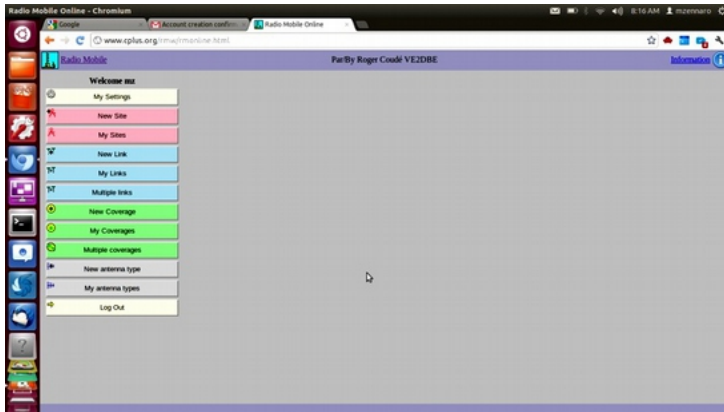 Radio Mobile Online - Chromium
8:16 AM mzennaro
Google
Account creation confirm
Radio Mobile Online
www.cplus.org/rmw/rmonline.html
Radio Mobile
Par/By Roger Coudé VE2DBE
Information
Welcome mz
My Settings
New Site
My Sites
New Link
My Links
Multiple links
New Coverage
My Coverages
Multiple coverages
New antenna type
My antenna types
Log Out